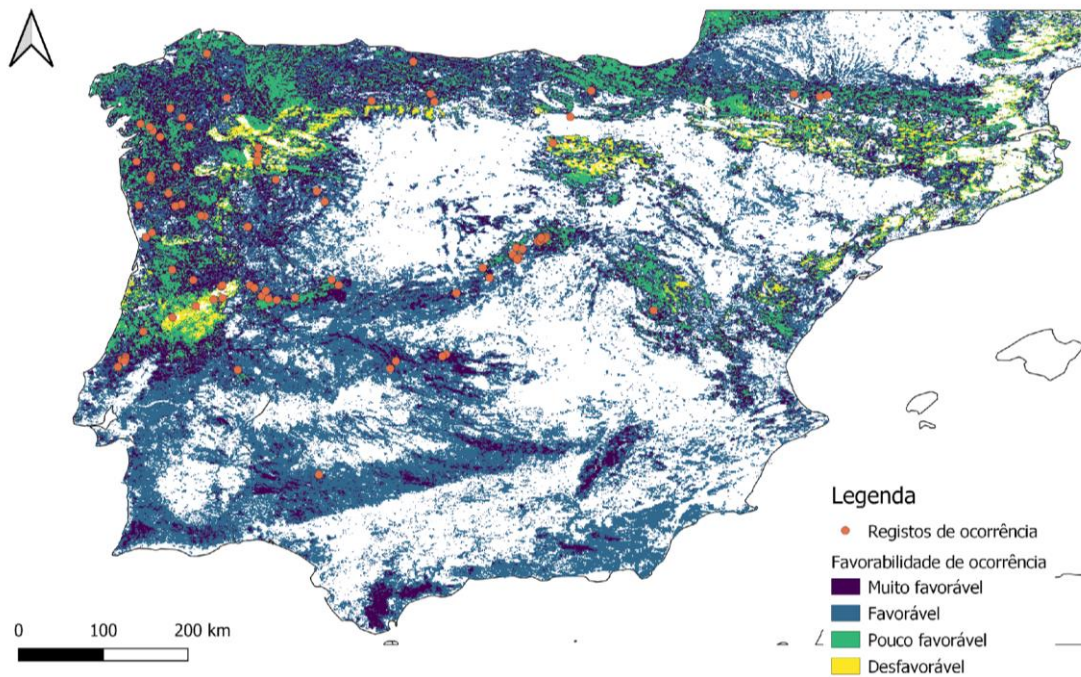 Legenda
Registos de ocorrência
Favorabilidade de ocorrência
Muito favorável
Favorável
Pouco favorável
Desfavorável
0 100 200 km